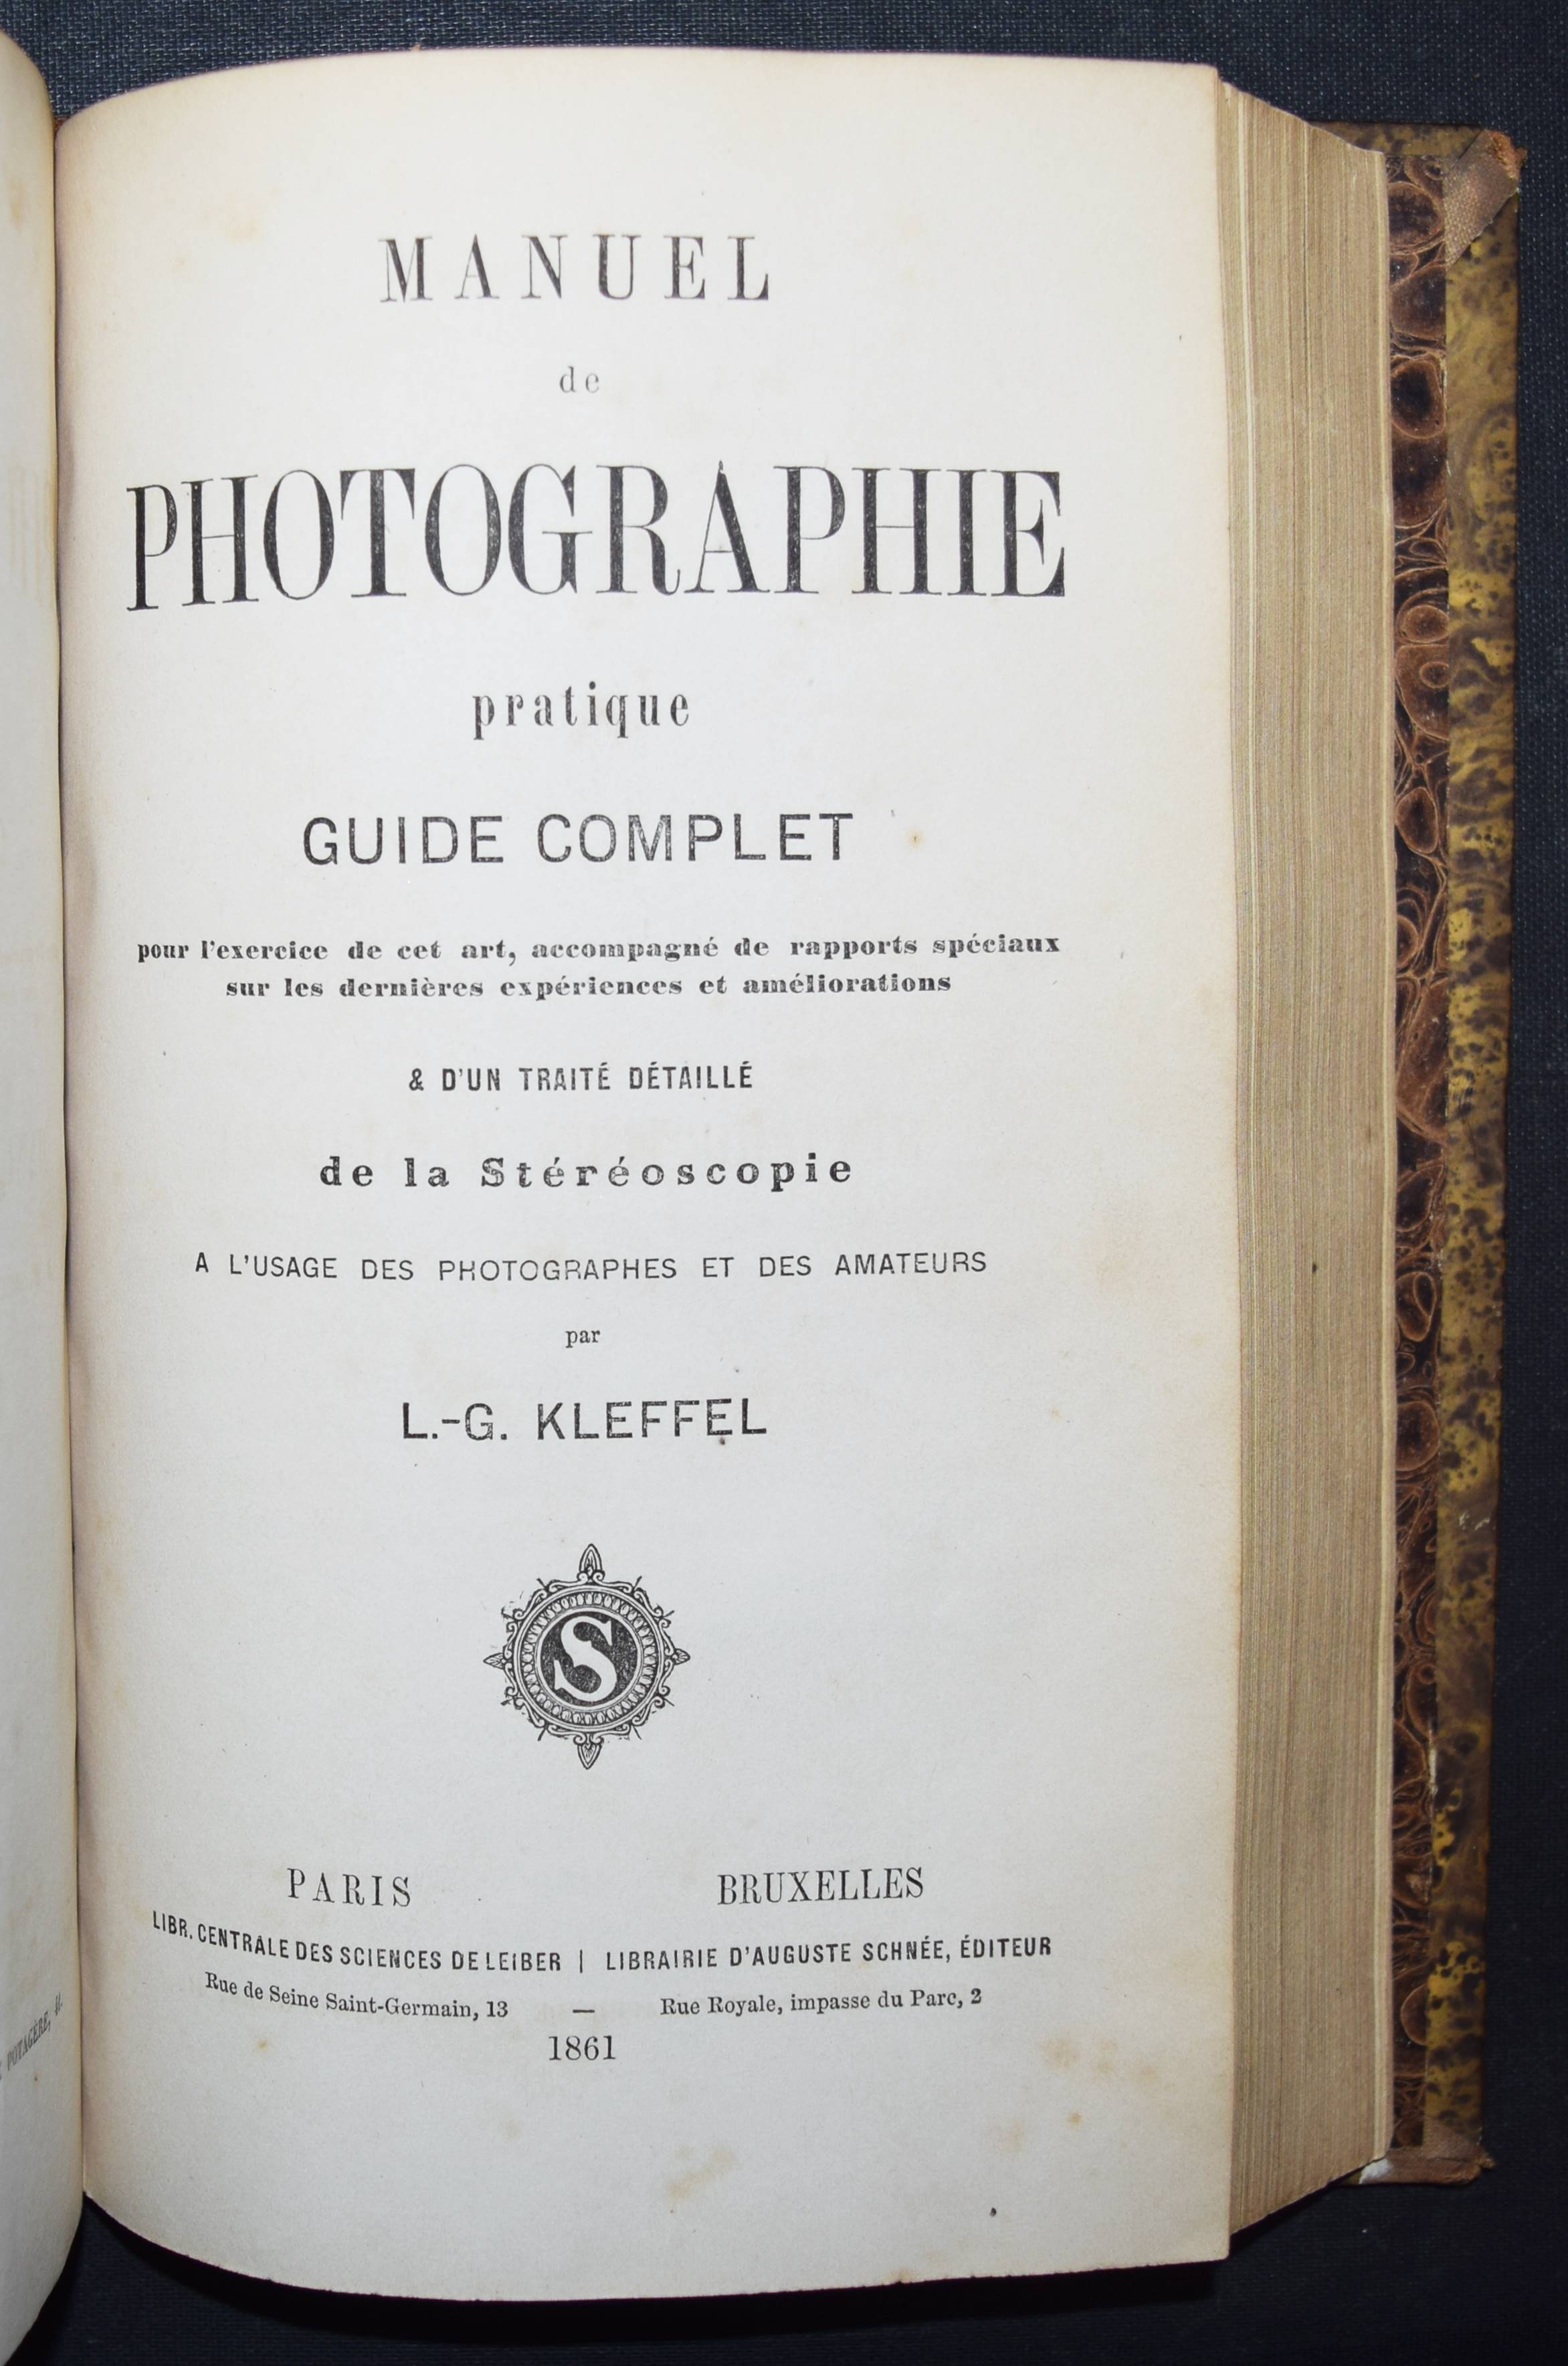 MANUEL
de
PHOTOGRAPHIE
pratique
GUIDE COMPLET
pour l'exercice de cet art, accompagné de rapports spéciaux
sur les dernières expériences et améliorations
& D'UN TRAITÉ DÉTAILLÉ
de la Stéréoscopie
A L'USAGE DES PHOTOGRAPHES ET DES AMATEURS
par
L.-G. KLEFFEL
S
PARIS
LIBR. CENTRALE DES SCIENCES DE LEIBER
Rue de Seine Saint-Germain, 13
—
BRUXELLES
LIBRAIRIE D'AUGUSTE SCHNÉE, ÉDITEUR
Rue Royale, impasse du Parc, 2
1861
POTAGÈRE,